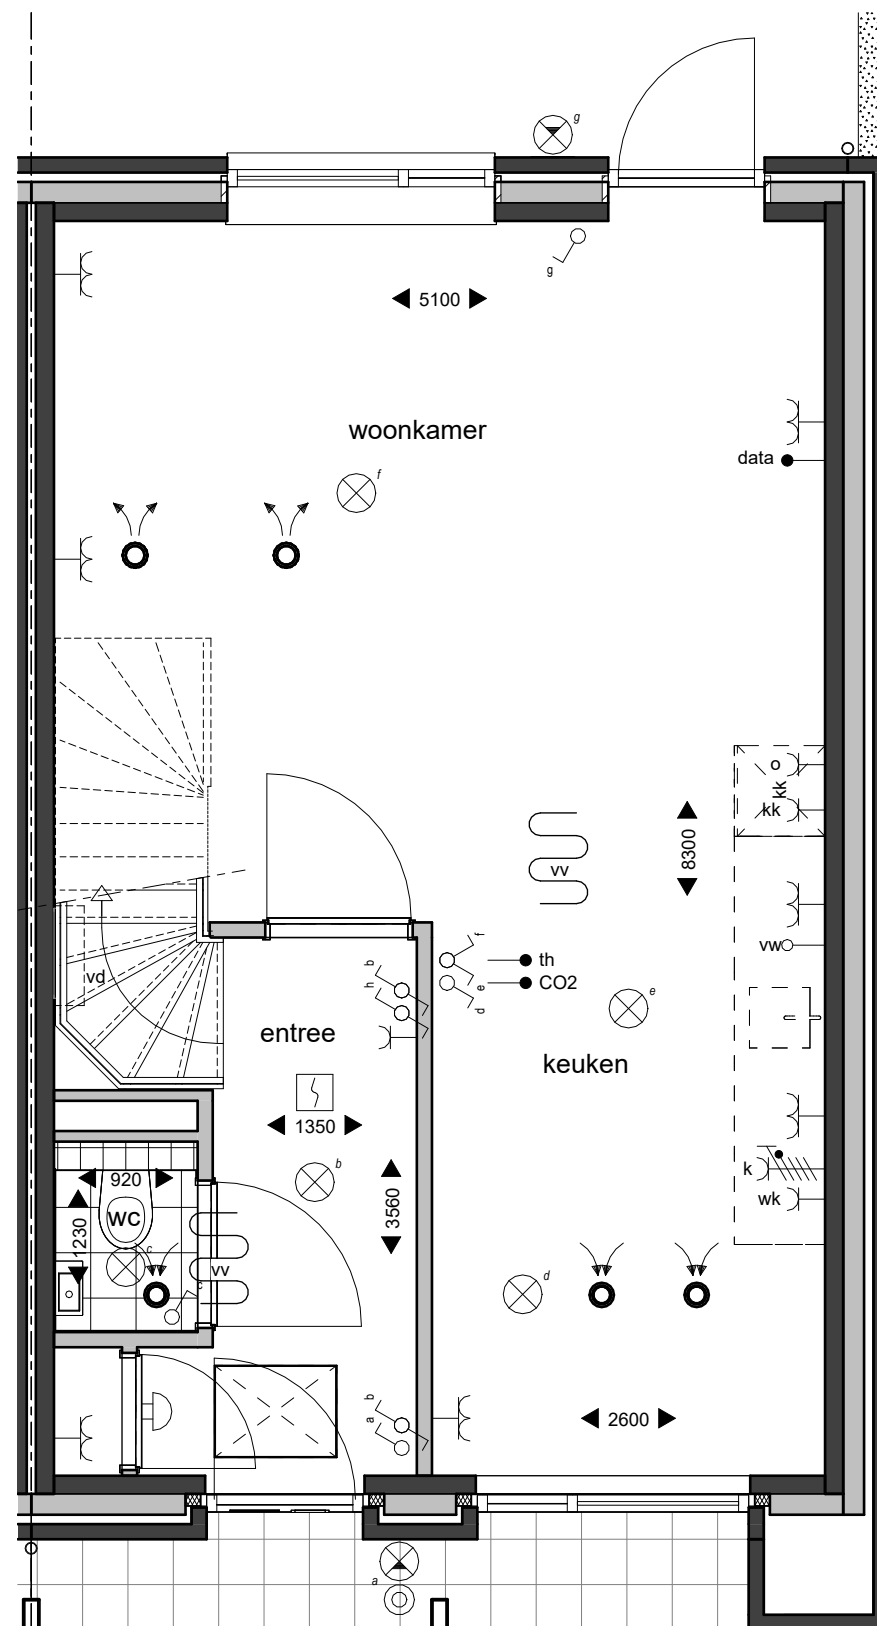 g
g
5100
woonkamer
data
f
o
kk
kk
8300
vv
vw
f
b
th
h
e
CO2
d
e
vd
entree
keuken
1350
920
b
k
wk
wc
3560
1230
c
vv
c
d
b
a
2600
a